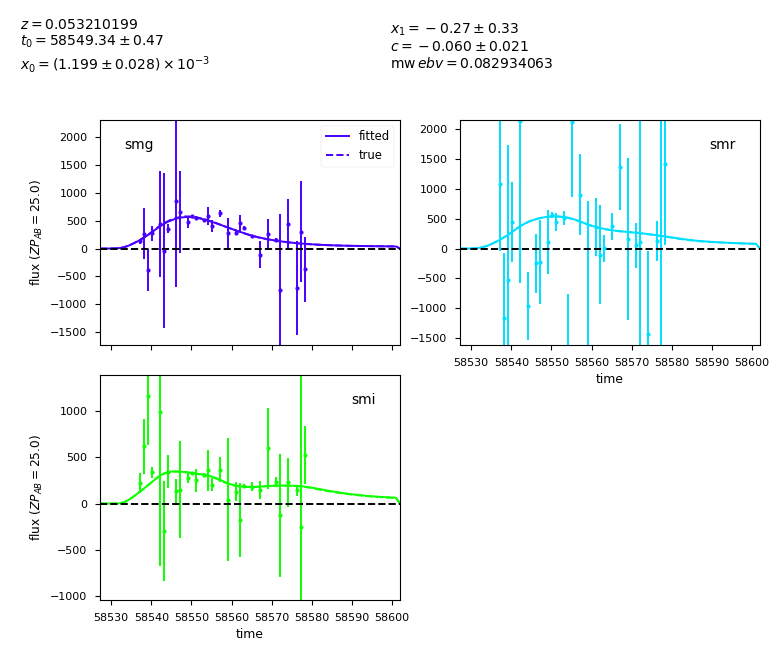 z = 0.053210199
t₀ = 58549.34 ± 0.47
x₀ = (1.199 ± 0.028) × 10⁻³
x₁ = −0.27 ± 0.33
c = −0.060 ± 0.021
mw ebv = 0.082934063
smg
fitted
true
2000
1500
1000
500
0
−500
−1000
−1500
flux (ZP_AB = 25.0)
smr
2000
1500
1000
500
0
−500
−1000
−1500
58530 58540 58550 58560 58570 58580 58590 58600
time
smi
1000
500
0
−500
−1000
flux (ZP_AB = 25.0)
58530 58540 58550 58560 58570 58580 58590 58600
time